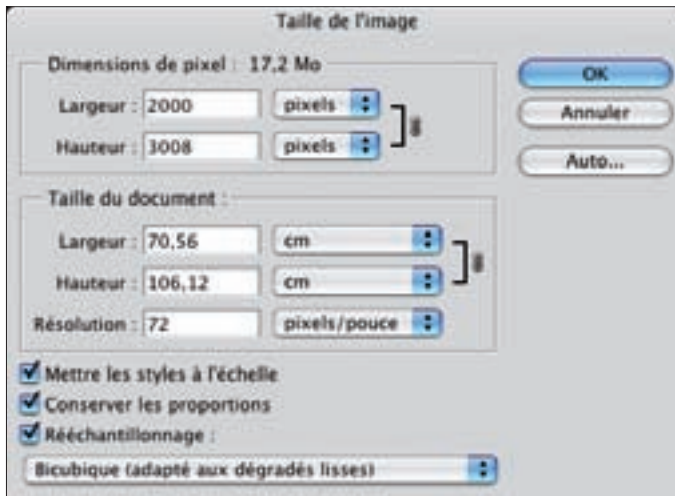 Taille de l'image
Dimensions de pixel : 17,2 Mo
Largeur : 2000 pixels
Hauteur : 3008 pixels
OK
Annuler
Auto...
Taille du document :
Largeur : 70,56 cm
Hauteur : 106,12 cm
Résolution : 72 pixels/pouce
Mettre les styles à l'échelle
Conserver les proportions
Rééchantillonnage :
Bicubique (adapté aux dégradés lisses)